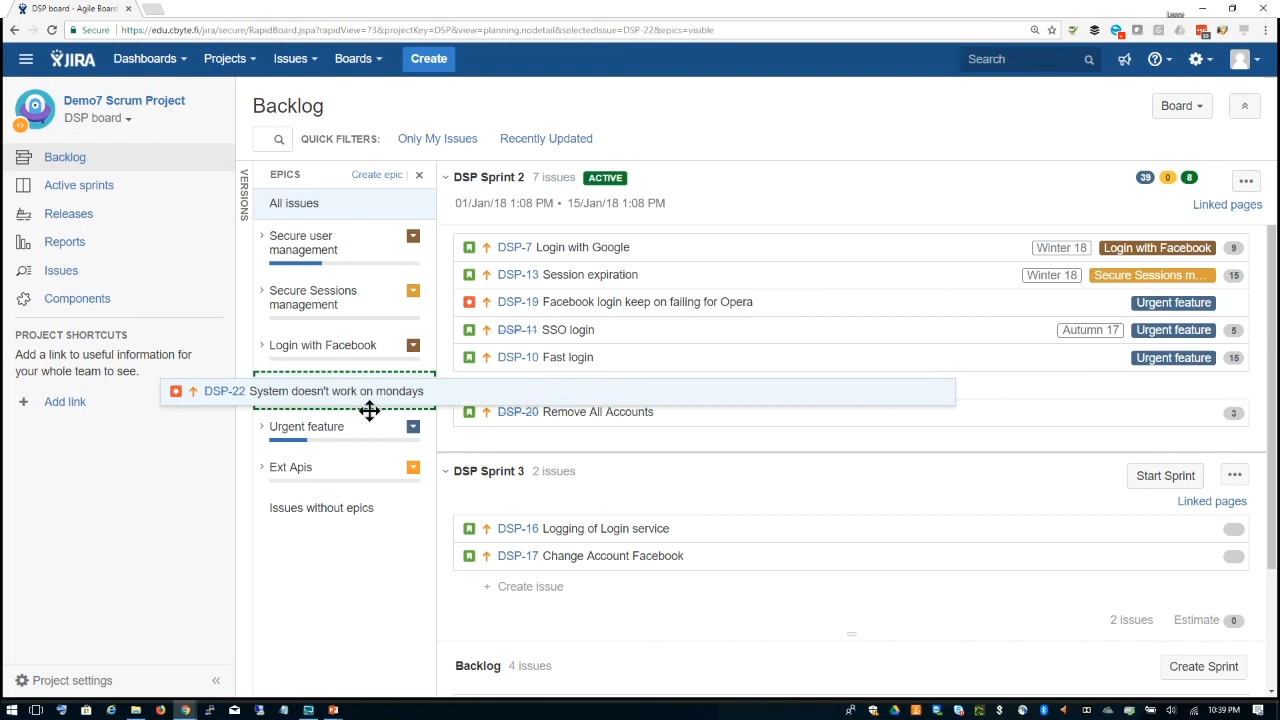 DSP board - Agile Board
Secure
https://edu.cbyte.fi/jira/secure/RapidBoard.jspa?rapidView=73&projectKey=DSP&view=planning.nodetail&selectedIssue=DSP-22&epics=visible
JIRA
Dashboards
Projects
Issues
Boards
Create
Search
Demo7 Scrum Project
DSP board
Backlog
Active sprints
Releases
Reports
Issues
Components
PROJECT SHORTCUTS
Add a link to useful information for
your whole team to see.
+ Add link
Project settings
Backlog
Board
QUICK FILTERS:
Only My Issues
Recently Updated
VERSIONS
EPICS
Create epic
All issues
Secure user
management
Secure Sessions
management
Login with Facebook
Urgent feature
Ext Apis
Issues without epics
DSP Sprint 2 7 issues ACTIVE
39 0 8
01/Jan/18 1:08 PM • 15/Jan/18 1:08 PM
Linked pages
DSP-7 Login with Google Winter 18 Login with Facebook 9
DSP-13 Session expiration Winter 18 Secure Sessions m... 15
DSP-19 Facebook login keep on failing for Opera Urgent feature
DSP-11 SSO login Autumn 17 Urgent feature 5
DSP-10 Fast login Urgent feature 15
DSP-22 System doesn't work on mondays
DSP-20 Remove All Accounts 3
DSP Sprint 3 2 issues
Start Sprint
Linked pages
DSP-16 Logging of Login service
DSP-17 Change Account Facebook
+ Create issue
2 issues Estimate 0
Backlog 4 issues
Create Sprint
10:39 PM